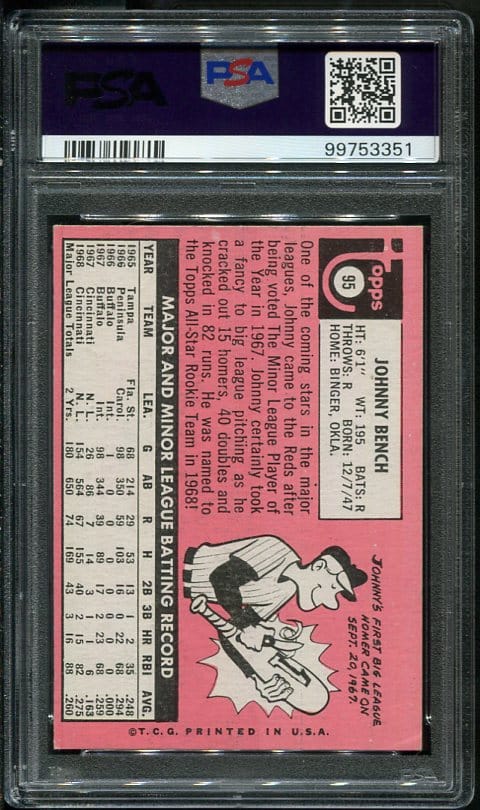 PSA
PSA
99753351
Topps
95
JOHNNY BENCH
HT: 6'1" WT: 195 BATS: R
THROWS: R BORN: 12/7/47
HOME: BINGER, OKLA.
One of the coming stars in the major
leagues, Johnny came to the Reds after
being voted The Minor League Player of
the Year in 1967. Johnny certainly took
a fancy to big league pitching as he
cracked out 15 homers, 40 doubles and
knocked in 82 runs. He was named to
the Topps All-Star Rookie Team in 1968!
JOHNNY'S FIRST BIG LEAGUE
HOMER CAME ON
SEPT. 20, 1967.
MAJOR AND MINOR LEAGUE BATTING RECORD
YEAR TEAM LEA. G AB R H 2B 3B HR RBI AVG.
1965 Tampa Fla. St. 68 214 29 53 13 1 2 35 .248
1966 Peninsula Carol. 98 350 59 103 16 0 22 68 .294
1966 Buffalo Int. 1 0 0 0 0 0 0 0 .000
1967 Buffalo Int. 98 344 39 89 17 1 23 68 .259
1967 Cincinnati N. L. 26 86 7 14 3 1 1 6 .163
1968 Cincinnati N. L. 154 564 67 155 40 2 15 82 .275
Major League Totals 2 Yrs. 180 650 74 169 43 3 16 88 .260
©T.C.G. PRINTED IN U.S.A.